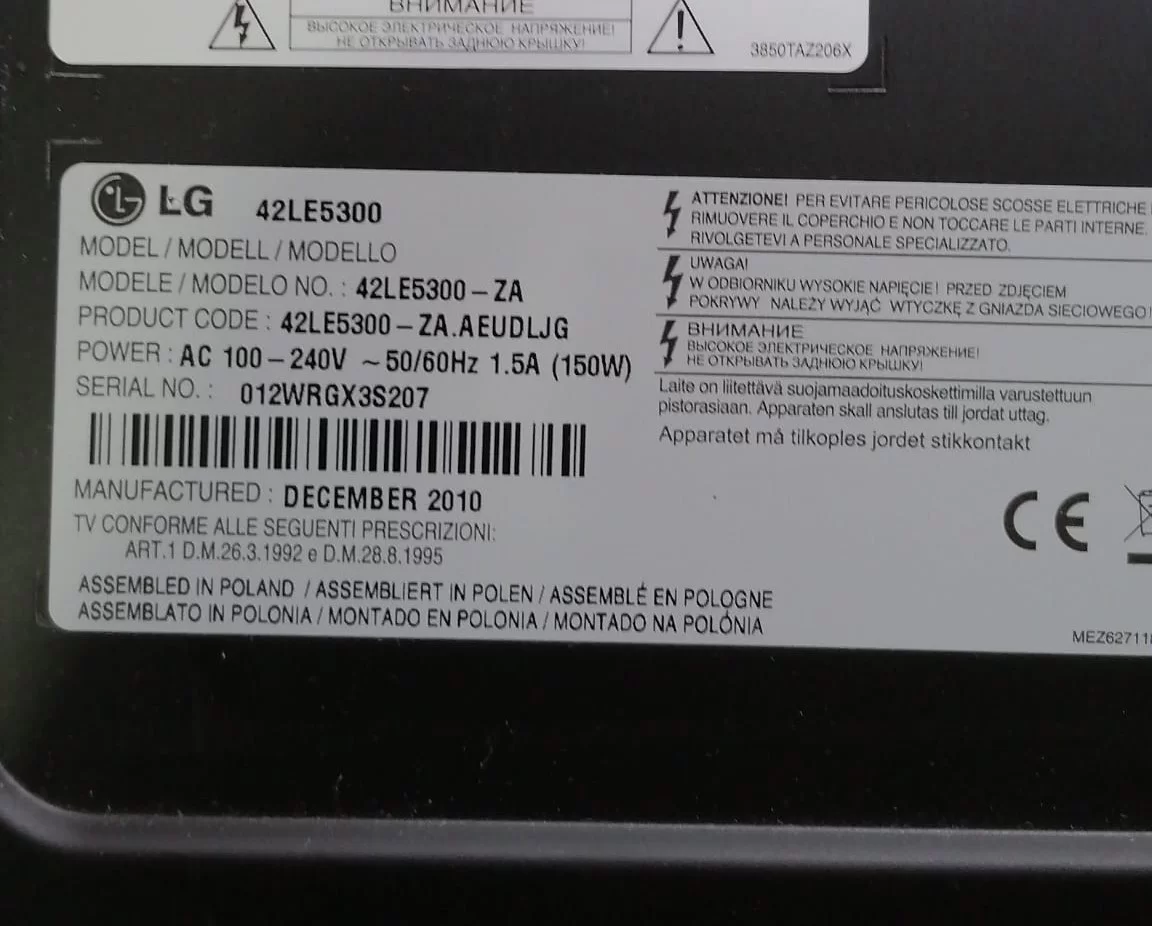 ВНИМАНИЕ
ВЫСОКОЕ ЭЛЕКТРИЧЕСКОЕ НАПРЯЖЕНИЕ!
НЕ ОТКРЫВАТЬ ЗАДНЮЮ КРЫШКУ!
3850TAZ206X
LG 42LE5300
MODEL / MODELL / MODELLO
MODELE / MODELO NO. : 42LE5300 – ZA
PRODUCT CODE : 42LE5300 – ZA.AEUDLJG
POWER : AC 100 – 240V ~ 50/60Hz 1.5A (150W)
SERIAL NO. : 012WRGX3S207
MANUFACTURED : DECEMBER 2010
TV CONFORME ALLE SEGUENTI PRESCRIZIONI:
ART.1 D.M.26.3.1992 e D.M.28.8.1995
ASSEMBLED IN POLAND / ASSEMBLIERT IN POLEN / ASSEMBLÉ EN POLOGNE
ASSEMBLATO IN POLONIA / MONTADO EN POLONIA / MONTADO NA POLÓNIA
ATTENZIONE! PER EVITARE PERICOLOSE SCOSSE ELETTRICHE
RIMUOVERE IL COPERCHIO E NON TOCCARE LE PARTI INTERNE.
RIVOLGETEVI A PERSONALE SPECIALIZZATO.
UWAGA!
W ODBIORNIKU WYSOKIE NAPIĘCIE! PRZED ZDJĘCIEM
POKRYWY NALEŻY WYJĄĆ WTYCZKĘ Z GNIAZDA SIECIOWEGO!
ВНИМАНИЕ
ВЫСОКОЕ ЭЛЕКТРИЧЕСКОЕ НАПРЯЖЕНИЕ!
НЕ ОТКРЫВАТЬ ЗАДНЮЮ КРЫШКУ!
Laite on liitettävä suojamaadoituskoskettimilla varustettuun
pistorasiaan. Apparaten skall anslutas till jordat uttag.
Apparatet må tilkoples jordet stikkontakt
CE